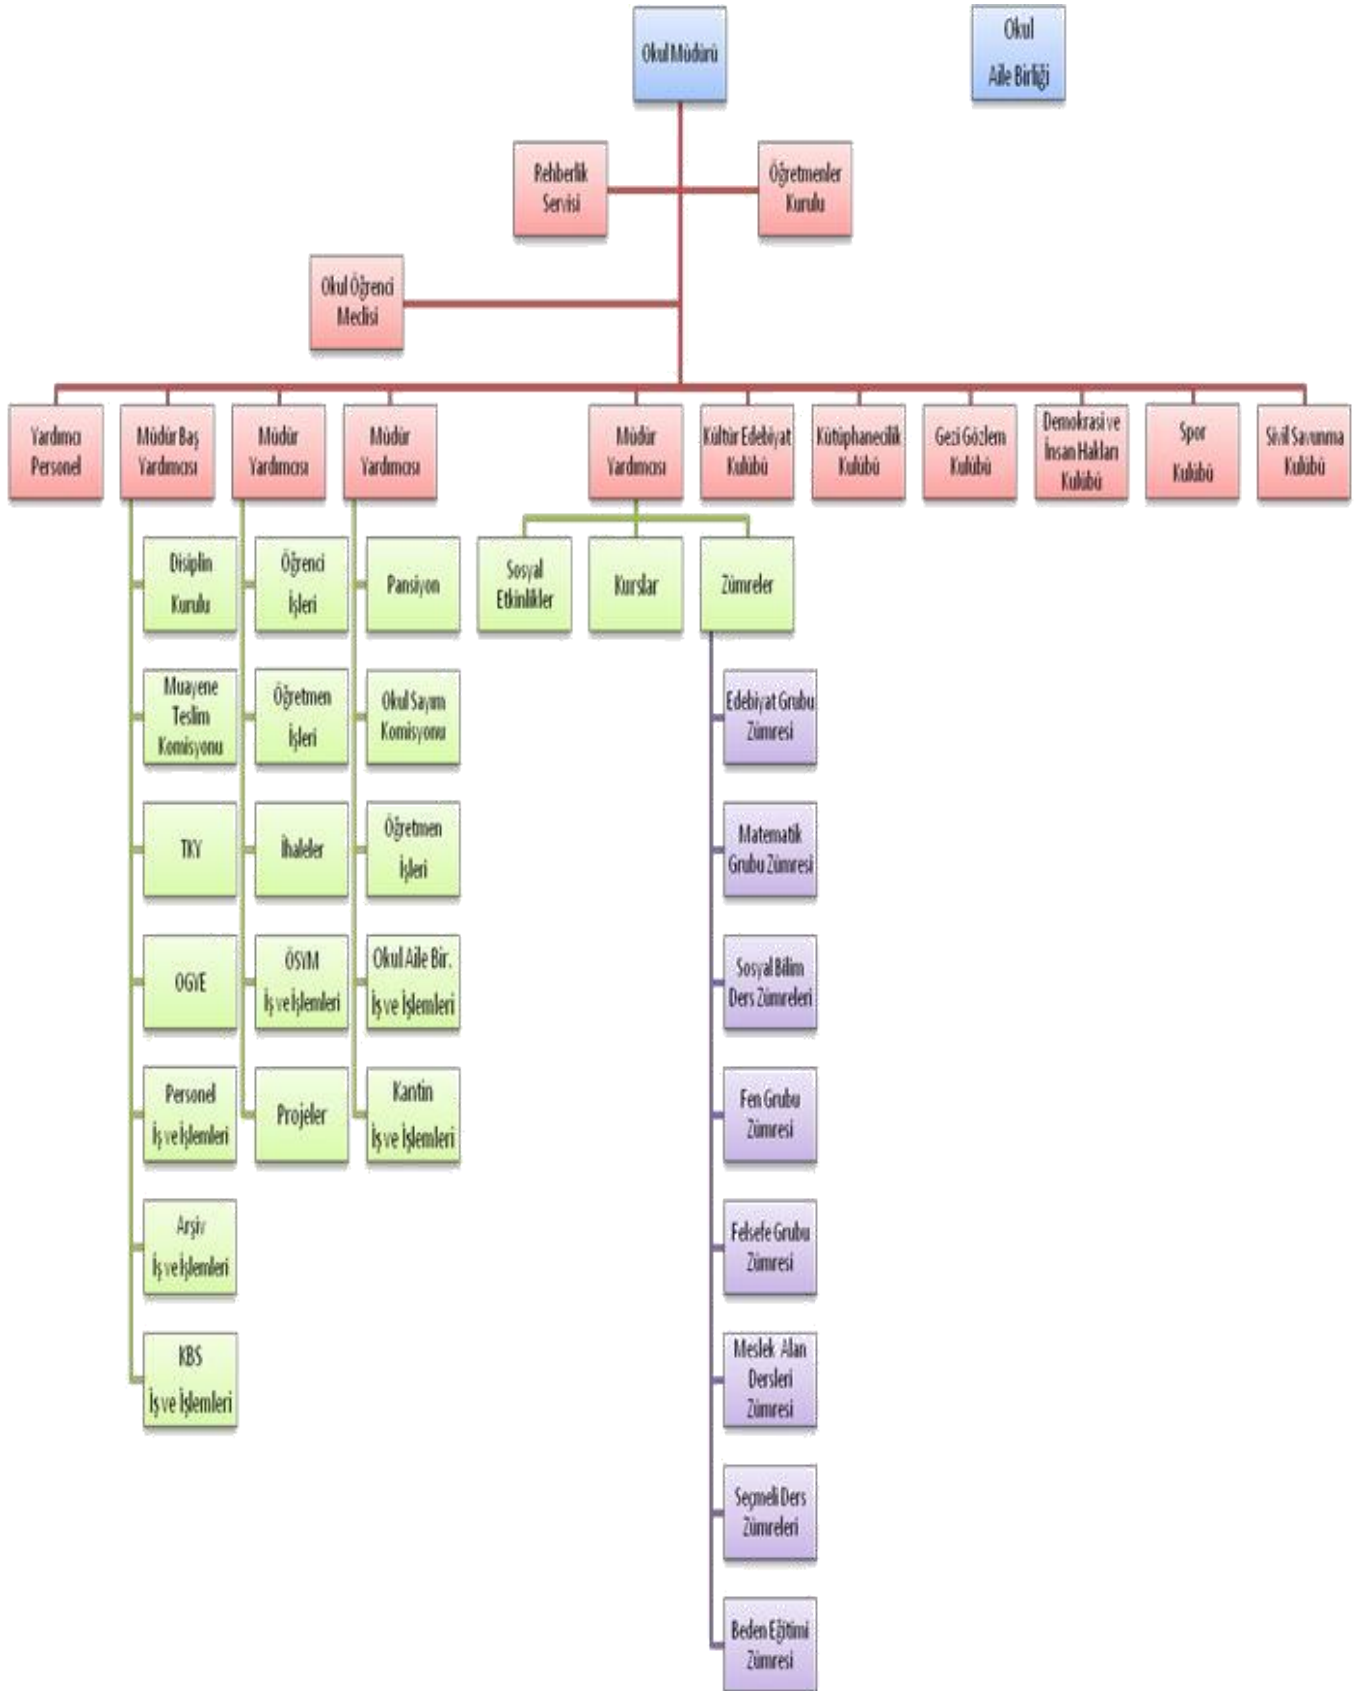 Okul Müdürü
Okul
Aile Birliği
Rehberlik
Servisi
Öğretmenler
Kurulu
Okul Öğrenci
Meclisi
Yardımcı
Personel
Müdür Baş
Yardımcısı
Müdür
Yardımcısı
Müdür
Yardımcısı
Müdür
Yardımcısı
Kültür Edebiyat
Kulübü
Kütüphanecilik
Kulübü
Gezi Gözlem
Kulübü
Demokrasi ve
İnsan Hakları
Kulübü
Spor
Kulübü
Sivil Savunma
Kulübü
Disiplin
Kurulu
Muayene
Teslim
Komisyonu
TKY
OGYE
Personel
İş ve İşlemleri
Arşiv
İş ve İşlemleri
KBS
İş ve İşlemleri
Öğrenci
İşleri
Öğretmen
İşleri
İhaleler
ÖSYM
İş ve İşlemleri
Projeler
Pansiyon
Okul Sayım
Komisyonu
Öğretmen
İşleri
Okul Aile Bir.
İş ve İşlemleri
Kantin
İş ve İşlemleri
Sosyal
Etkinlikler
Kurslar
Zümreler
Edebiyat Grubu
Zümresi
Matematik
Grubu Zümresi
Sosyal Bilim
Ders Zümreleri
Fen Grubu
Zümresi
Felsefe Grubu
Zümresi
Meslek Alan
Dersleri
Zümresi
Seçmeli Ders
Zümreleri
Beden Eğitimi
Zümresi